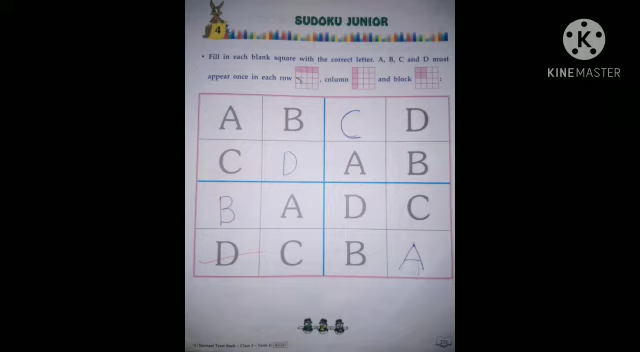 4
SUDOKU JUNIOR
K
KINEMASTER
• Fill in each blank square with the correct letter. A, B, C and D must
appear once in each row , column and block :
A B C D
C D A B
B A D C
D C B A